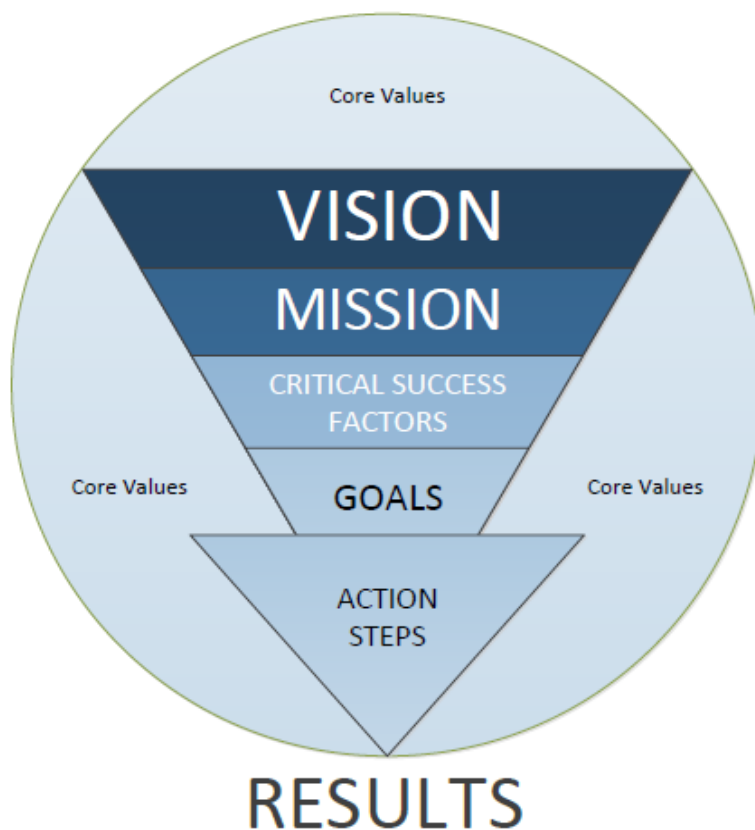 Core Values
VISION
MISSION
CRITICAL SUCCESS
FACTORS
GOALS
Core Values
Core Values
ACTION
STEPS
RESULTS